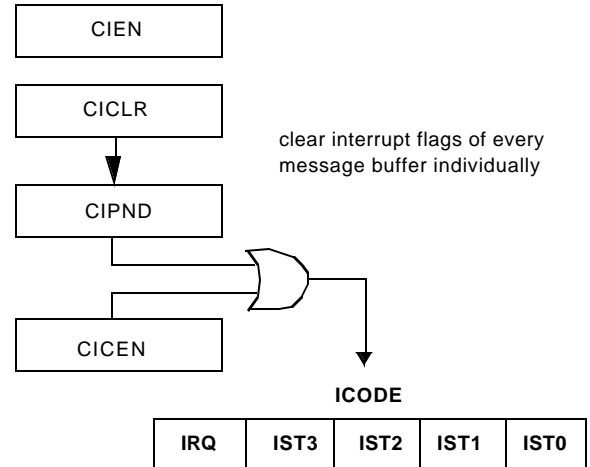 CIEN
CICLR
clear interrupt flags of every
message buffer individually
CIPND
CICEN
ICODE
IRQ IST3 IST2 IST1 IST0